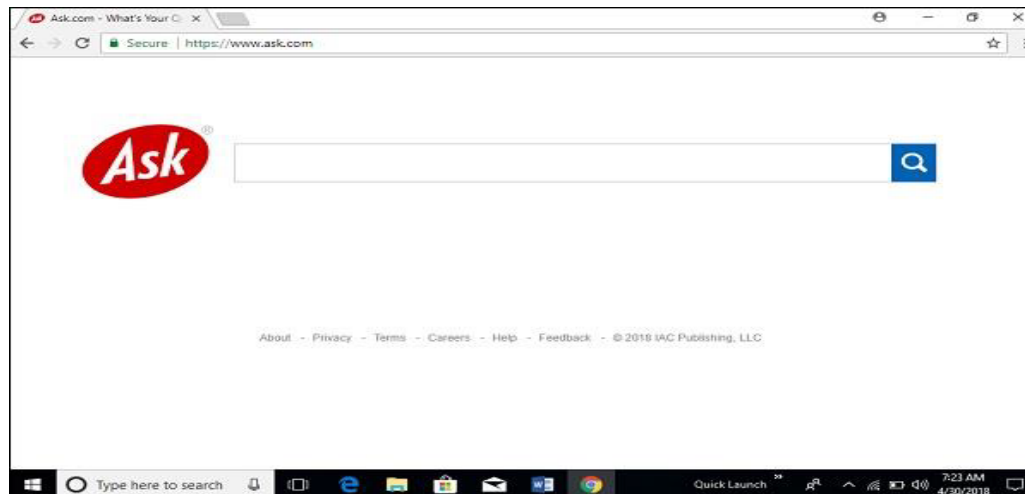 Ask.com - What's Your Q
Secure | https://www.ask.com
Ask®
About - Privacy - Terms - Careers - Help - Feedback - © 2018 IAC Publishing, LLC
Type here to search
Quick Launch
7:23 AM
4/30/2018